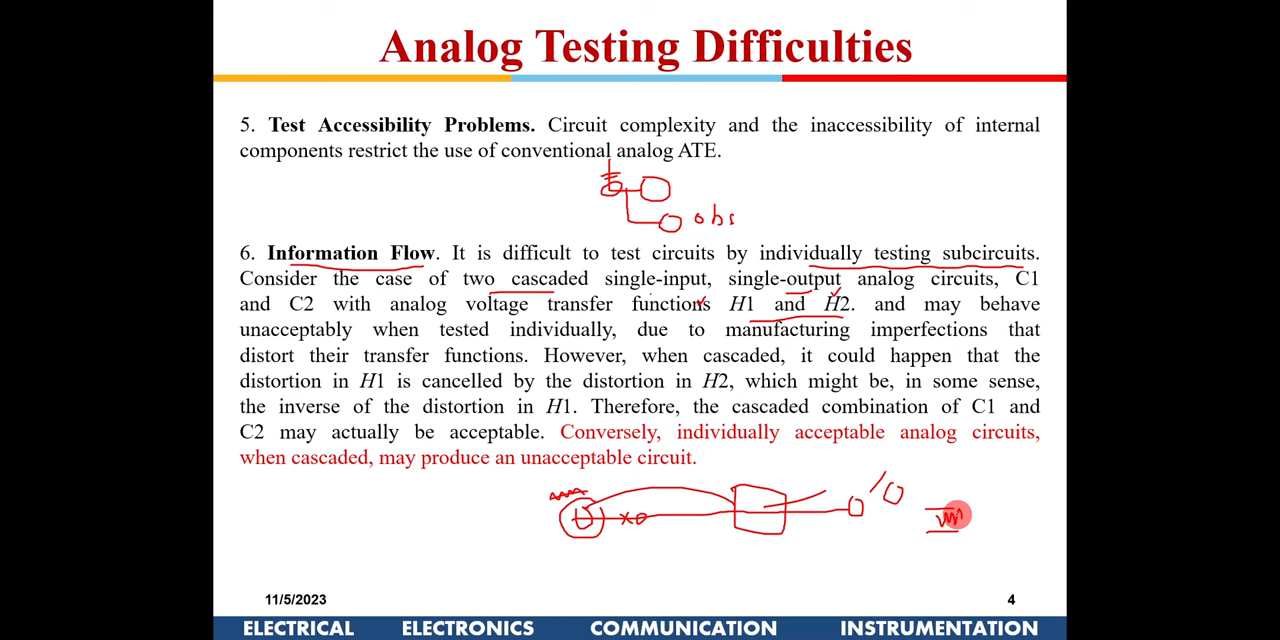 Analog Testing Difficulties
5. Test Accessibility Problems. Circuit complexity and the inaccessibility of internal
components restrict the use of conventional analog ATE.
obs
6. Information Flow. It is difficult to test circuits by individually testing subcircuits.
Consider the case of two cascaded single-input, single-output analog circuits, C1
and C2 with analog voltage transfer functions H1 and H2. and may behave
unacceptably when tested individually, due to manufacturing imperfections that
distort their transfer functions. However, when cascaded, it could happen that the
distortion in H1 is cancelled by the distortion in H2, which might be, in some sense,
the inverse of the distortion in H1. Therefore, the cascaded combination of C1 and
C2 may actually be acceptable. Conversely, individually acceptable analog circuits,
when cascaded, may produce an unacceptable circuit.
11/5/2023
4
ELECTRICAL ELECTRONICS COMMUNICATION INSTRUMENTATION